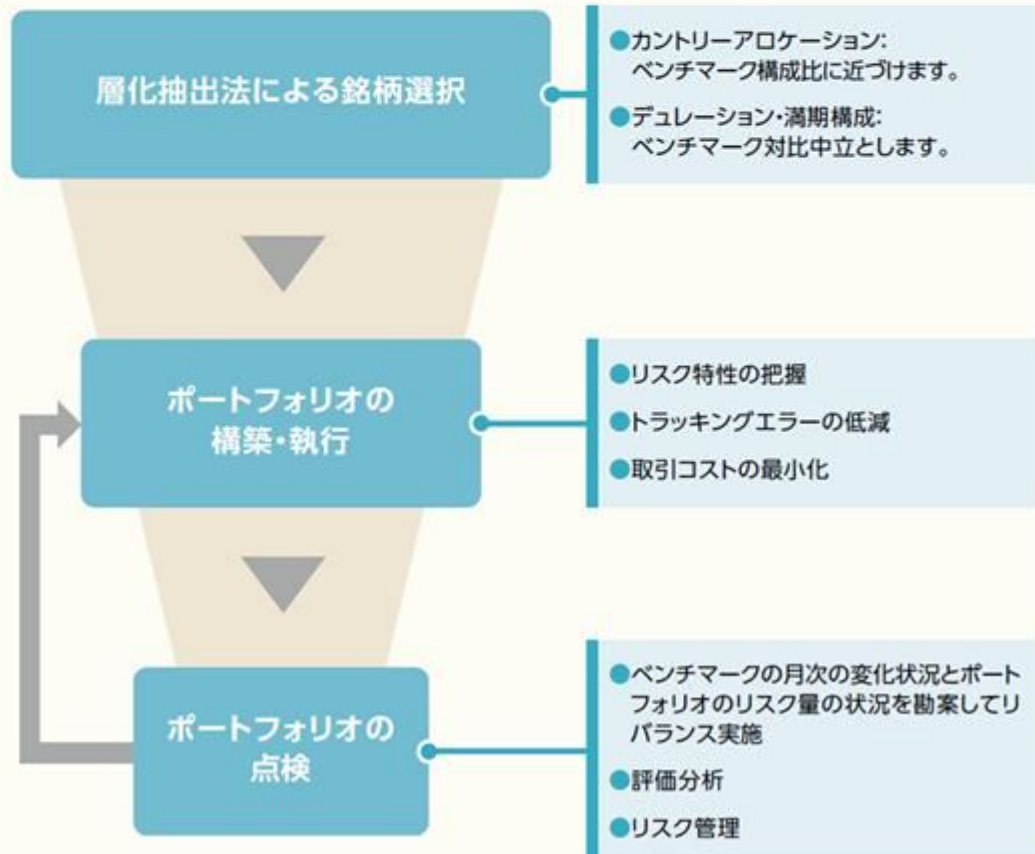 層化抽出法による銘柄選択
●カントリーアロケーション:
ベンチマーク構成比に近づけます。
●デュレーション・満期構成:
ベンチマーク対比中立とします。
ポートフォリオの
構築・執行
●リスク特性の把握
●トラッキングエラーの低減
●取引コストの最小化
ポートフォリオの
点検
●ベンチマークの月次の変化状況とポート
フォリオのリスク量の状況を勘案してリ
バランス実施
●評価分析
●リスク管理